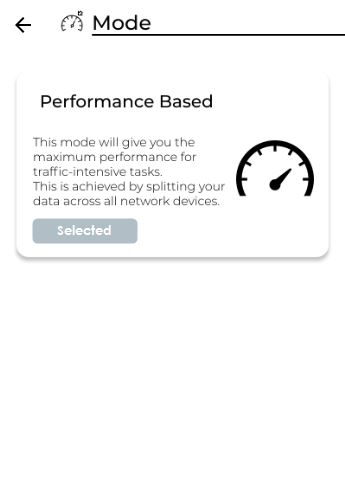 Mode
Performance Based
This mode will give you the
maximum performance for
traffic-intensive tasks.
This is achieved by splitting your
data across all network devices.
Selected